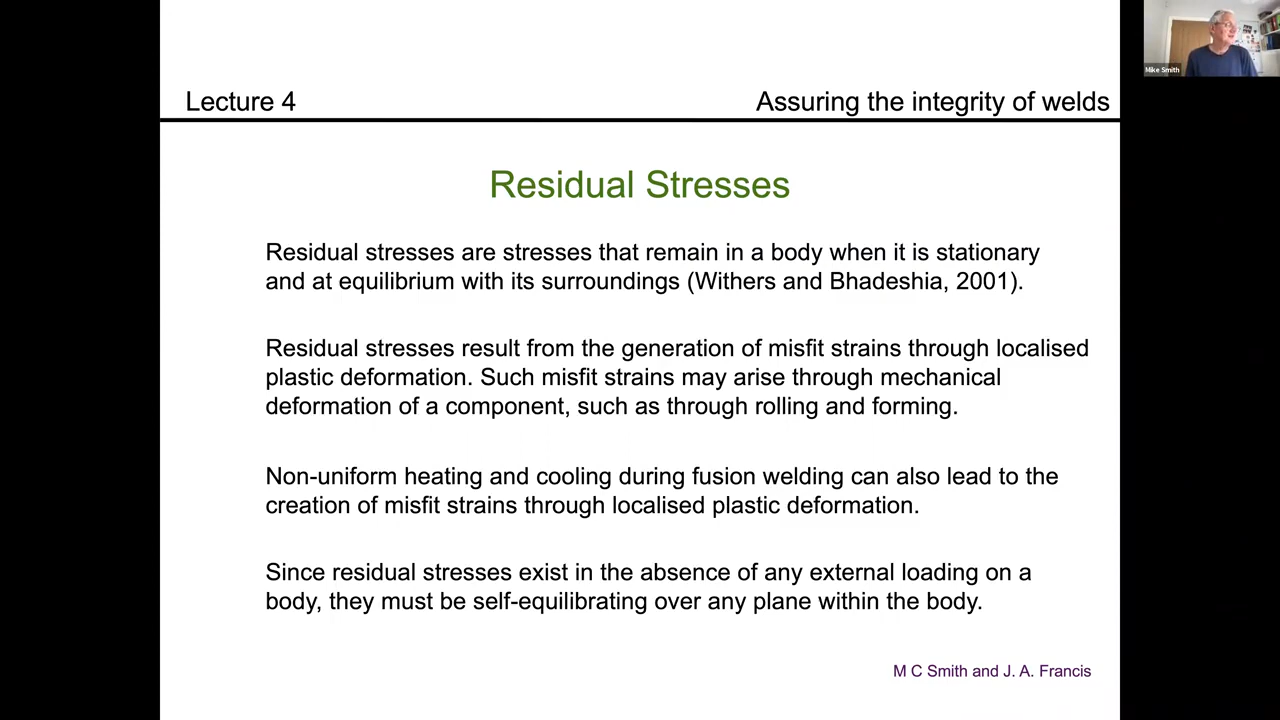 Mike Smith
Lecture 4
Assuring the integrity of welds
Residual Stresses
Residual stresses are stresses that remain in a body when it is stationary
and at equilibrium with its surroundings (Withers and Bhadeshia, 2001).
Residual stresses result from the generation of misfit strains through localised
plastic deformation. Such misfit strains may arise through mechanical
deformation of a component, such as through rolling and forming.
Non-uniform heating and cooling during fusion welding can also lead to the
creation of misfit strains through localised plastic deformation.
Since residual stresses exist in the absence of any external loading on a
body, they must be self-equilibrating over any plane within the body.
M C Smith and J. A. Francis